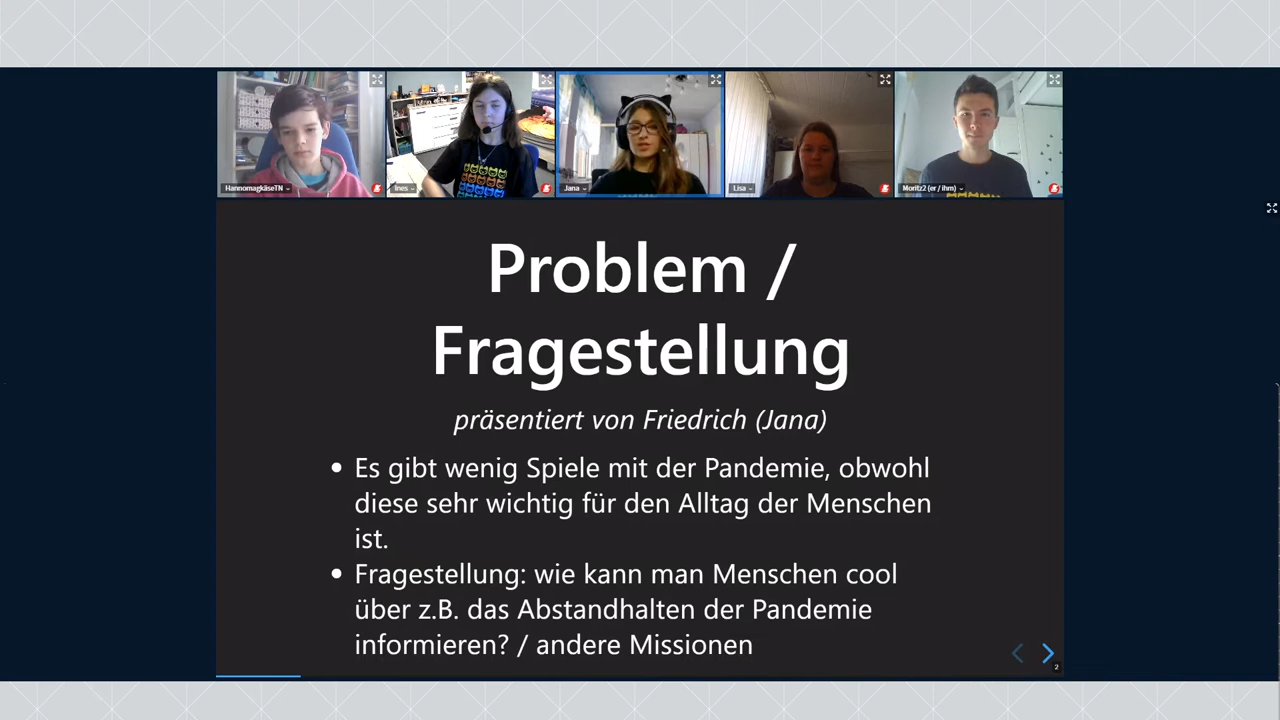 HannomagkäseTN
Ines
Jana
Lisa
Moritz2 (er / ihm)
Problem /
Fragestellung
präsentiert von Friedrich (Jana)
• Es gibt wenig Spiele mit der Pandemie, obwohl
diese sehr wichtig für den Alltag der Menschen
ist.
• Fragestellung: wie kann man Menschen cool
über z.B. das Abstandhalten der Pandemie
informieren? / andere Missionen
2